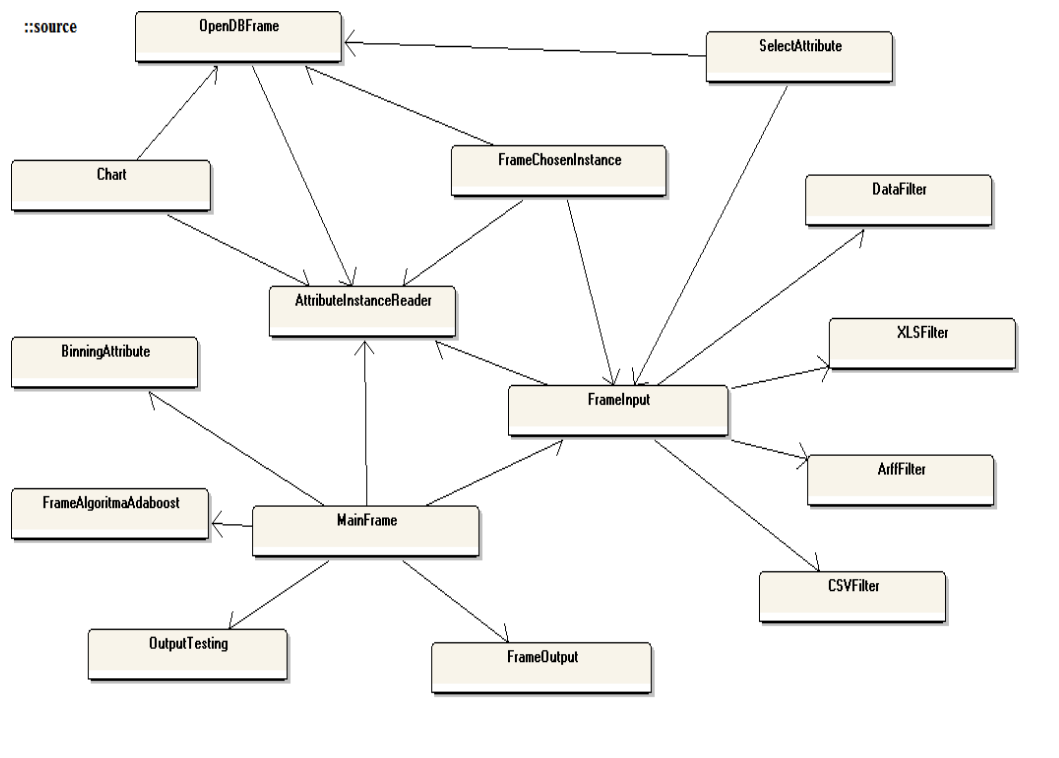 ::source
OpenDBFrame
SelectAttribute
Chart
FrameChosenInstance
DataFilter
AttributeInstanceReader
XLSFilter
BinningAttribute
FrameInput
ArffFilter
FrameAlgoritmaAdaboost
MainFrame
CSVFilter
OutputTesting
FrameOutput